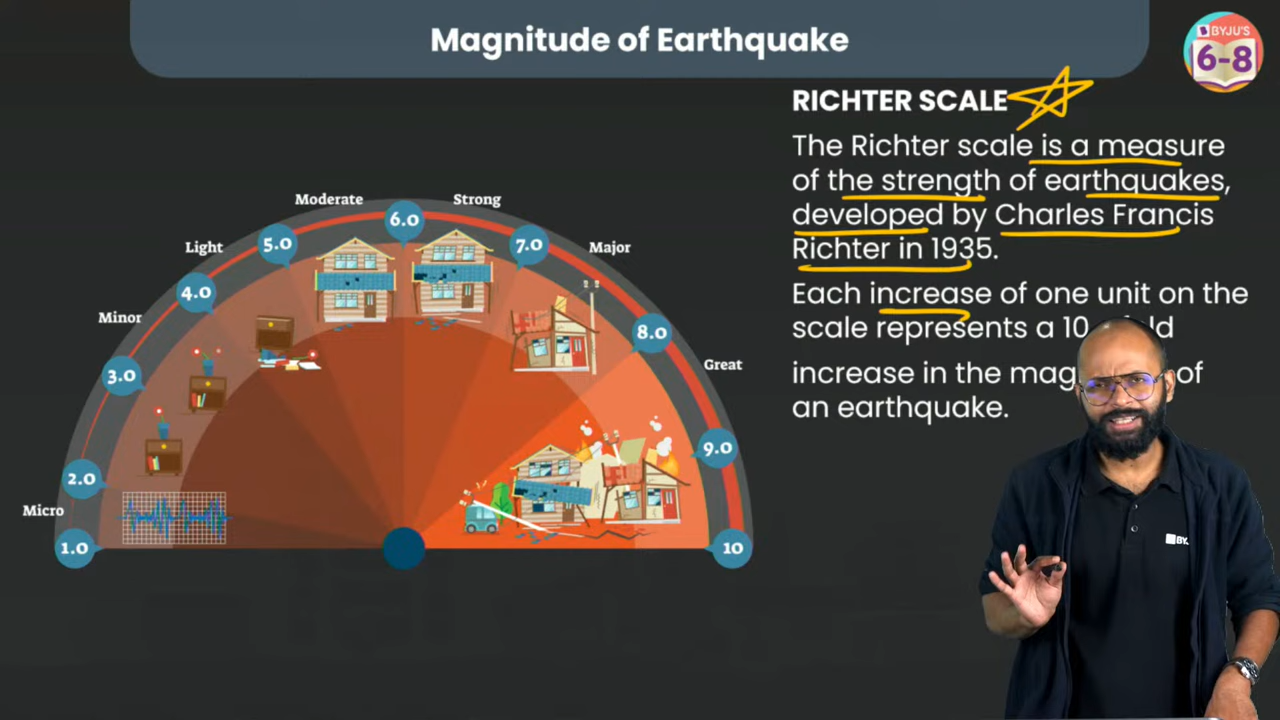 Magnitude of Earthquake
BYJU'S
6-8
RICHTER SCALE
The Richter scale is a measure
of the strength of earthquakes,
developed by Charles Francis
Richter in 1935.
Each increase of one unit on the
scale represents a 10
increase in the of
an earthquake.
Moderate
Strong
6.0
5.0
7.0
Light
Major
4.0
8.0
Minor
3.0
Great
9.0
2.0
Micro
1.0
10
BY